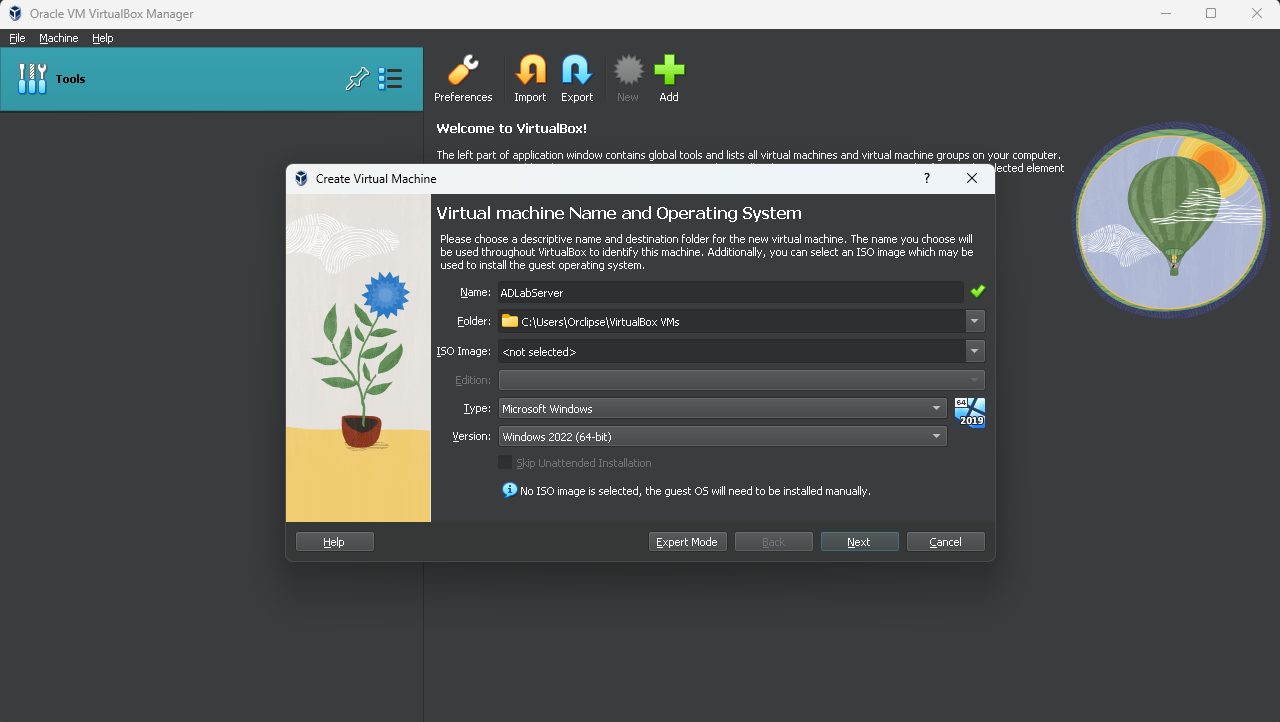 Oracle VM VirtualBox Manager
File Machine Help
Tools
Preferences Import Export New Add
Welcome to VirtualBox!
The left part of application window contains global tools and lists all virtual machines and virtual machine groups on your computer.
lected element
Create Virtual Machine ?
Virtual machine Name and Operating System
Please choose a descriptive name and destination folder for the new virtual machine. The name you choose will
be used throughout VirtualBox to identify this machine. Additionally, you can select an ISO image which may be
used to install the guest operating system.
Name: ADLabServer
Folder: C:\Users\Orclipse\VirtualBox VMs
ISO Image: <not selected>
Edition:
Type: Microsoft Windows
64
2019
Version: Windows 2022 (64-bit)
Skip Unattended Installation
No ISO image is selected, the guest OS will need to be installed manually.
Help Expert Mode Back Next Cancel